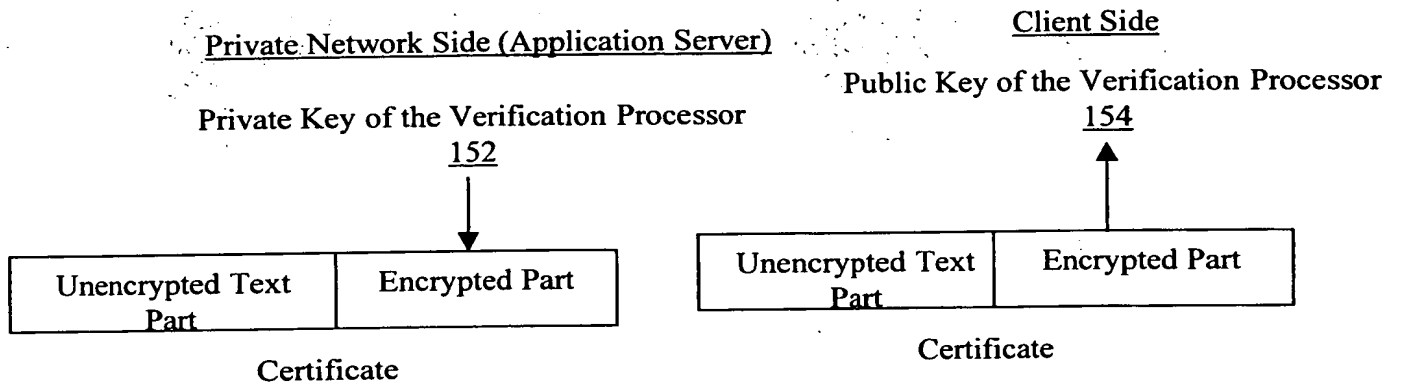 Private Network Side (Application Server)
Private Key of the Verification Processor
152
Unencrypted Text
Part
Encrypted Part
Certificate
Client Side
Public Key of the Verification Processor
154
Unencrypted Text
Part
Encrypted Part
Certificate